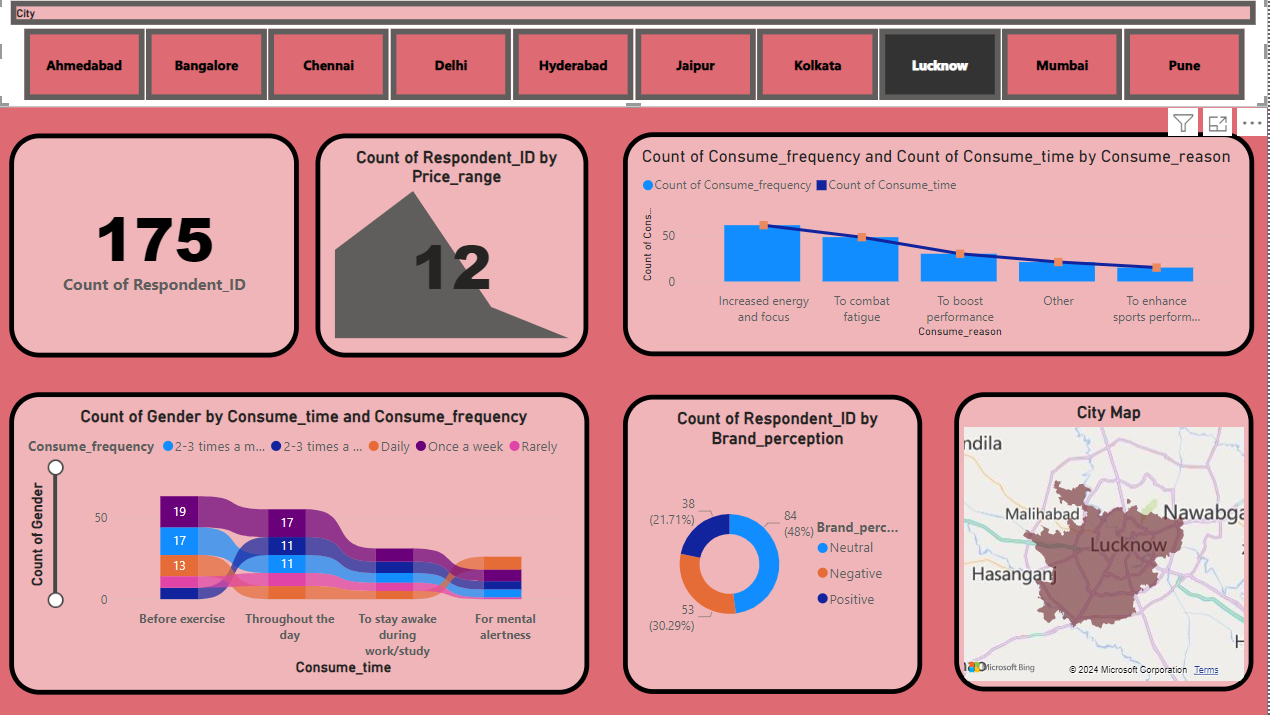 City
Ahmedabad
Bangalore
Chennai
Delhi
Hyderabad
Jaipur
Kolkata
Lucknow
Mumbai
Pune
175
Count of Respondent_ID
Count of Respondent_ID by
Price_range
12
Count of Consume_frequency and Count of Consume_time by Consume_reason
Count of Consume_frequency
Count of Consume_time
Count of Cons...
50
0
Increased energy
and focus
To combat
fatigue
To boost
performance
Other
To enhance
sports perform...
Consume_reason
Count of Gender by Consume_time and Consume_frequency
Consume_frequency
2-3 times a m...
2-3 times a ...
Daily
Once a week
Rarely
Count of Gender
50
0
19
17
13
17
11
11
Before exercise
Throughout the
day
To stay awake
during
work/study
For mental
alertness
Consume_time
Count of Respondent_ID by
Brand_perception
38
(21.71%)
84
(48%)
53
(30.29%)
Brand_perc...
Neutral
Negative
Positive
City Map
ndila
Malihabad
Nawabga
Lucknow
Hasanganj
H
Microsoft Bing
© 2024 Microsoft Corporation
Terms